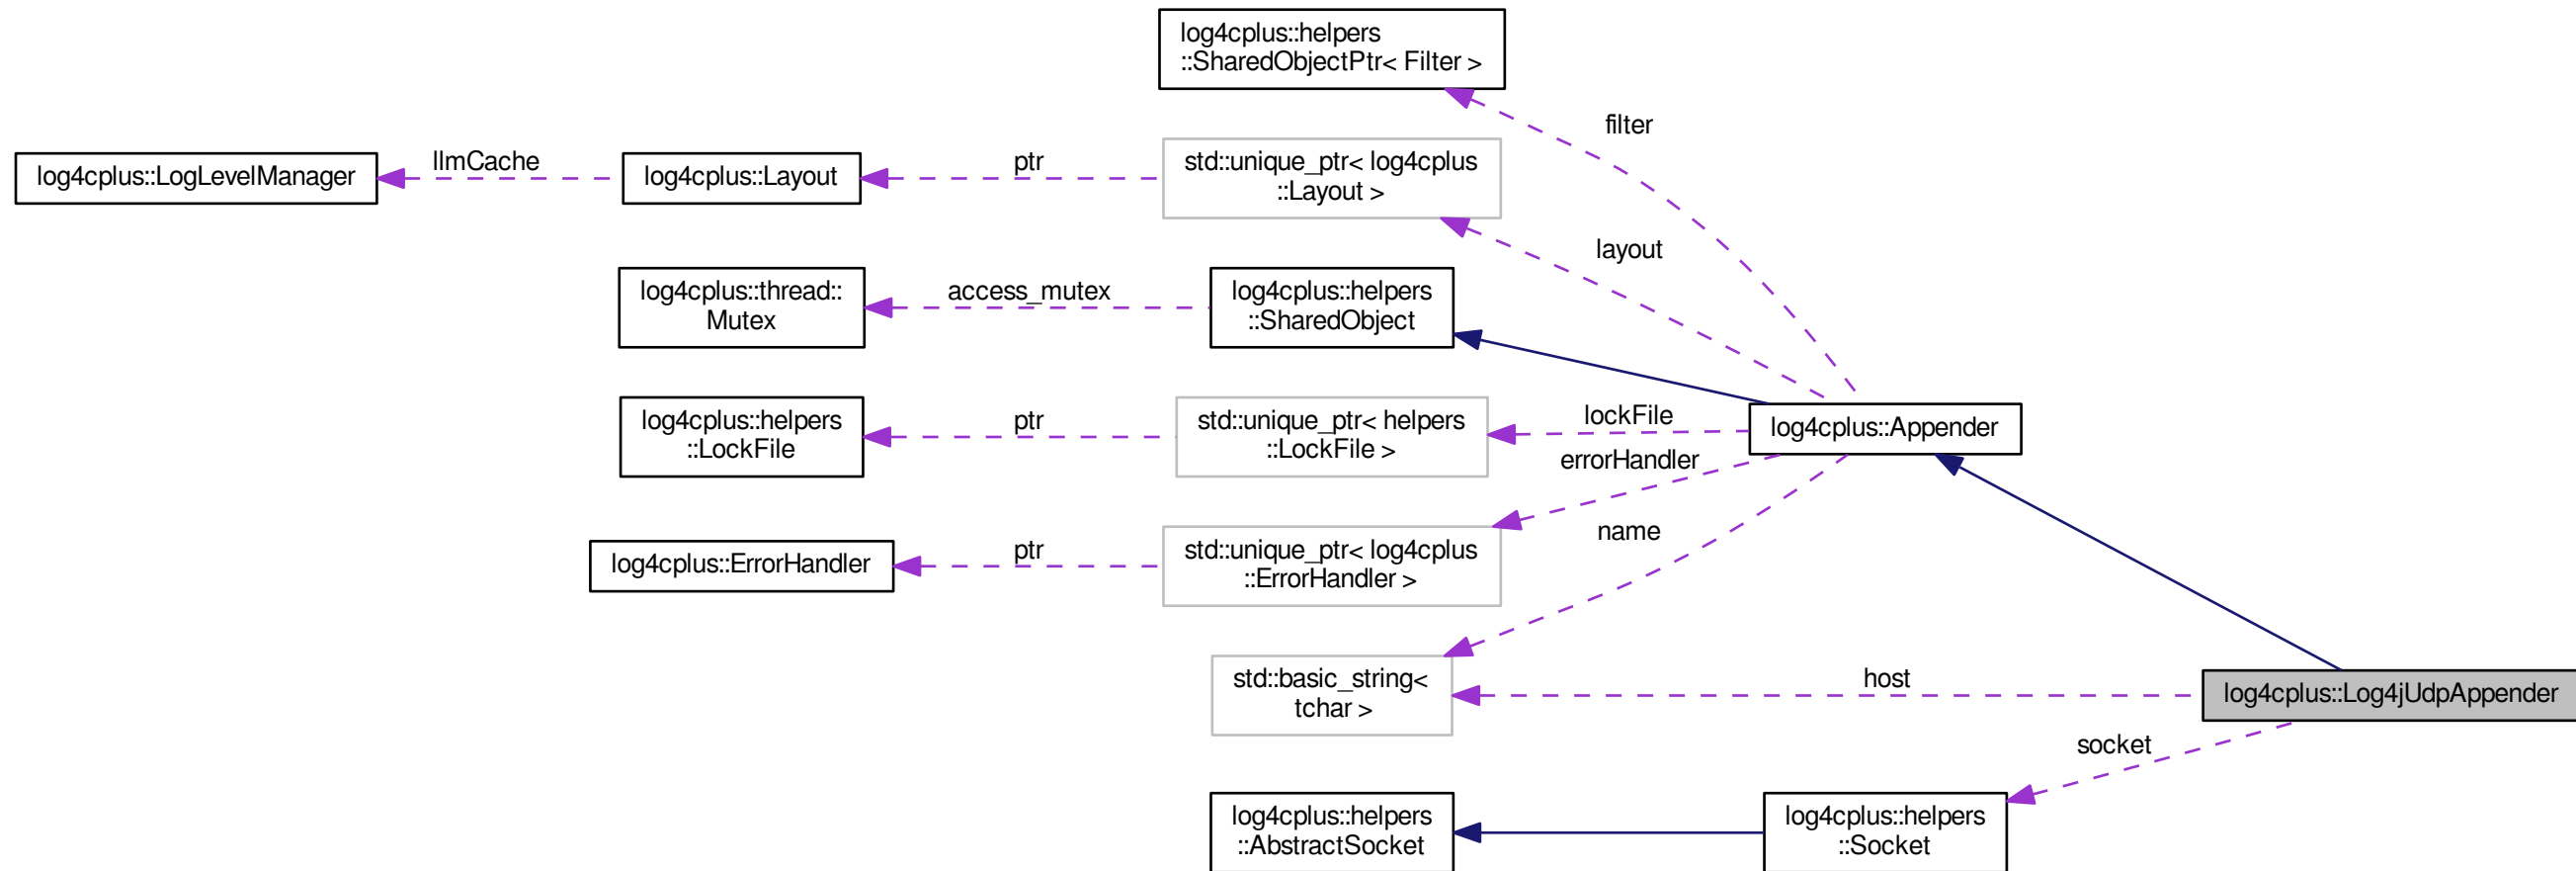 log4cplus::helpers
::SharedObjectPtr< Filter >
filter
log4cplus::LogLevelManager
llmCache
log4cplus::Layout
ptr
std::unique_ptr< log4cplus
::Layout >
layout
log4cplus::thread::
Mutex
access_mutex
log4cplus::helpers
::SharedObject
log4cplus::helpers
::LockFile
ptr
std::unique_ptr< helpers
::LockFile >
lockFile
log4cplus::Appender
errorHandler
log4cplus::ErrorHandler
ptr
std::unique_ptr< log4cplus
::ErrorHandler >
name
std::basic_string<
tchar >
host
log4cplus::Log4jUdpAppender
socket
log4cplus::helpers
::AbstractSocket
log4cplus::helpers
::Socket